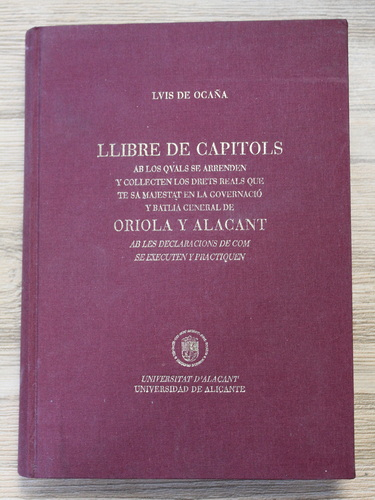 LVIS DE OCAÑA
LLIBRE DE CAPITOLS
AB LOS QVALS SE ARRENDEN
Y COLLECTEN LOS DRETS REALS QUE
TE SA MAJESTAT EN LA GOVERNACIÓ
Y BATLIA GENERAL DE
ORIOLA Y ALACANT
AB LES DECLARACIONS DE COM
SE EXECUTEN Y PRACTIQUEN
UNIVERSITAT D'ALACANT
UNIVERSIDAD DE ALICANTE